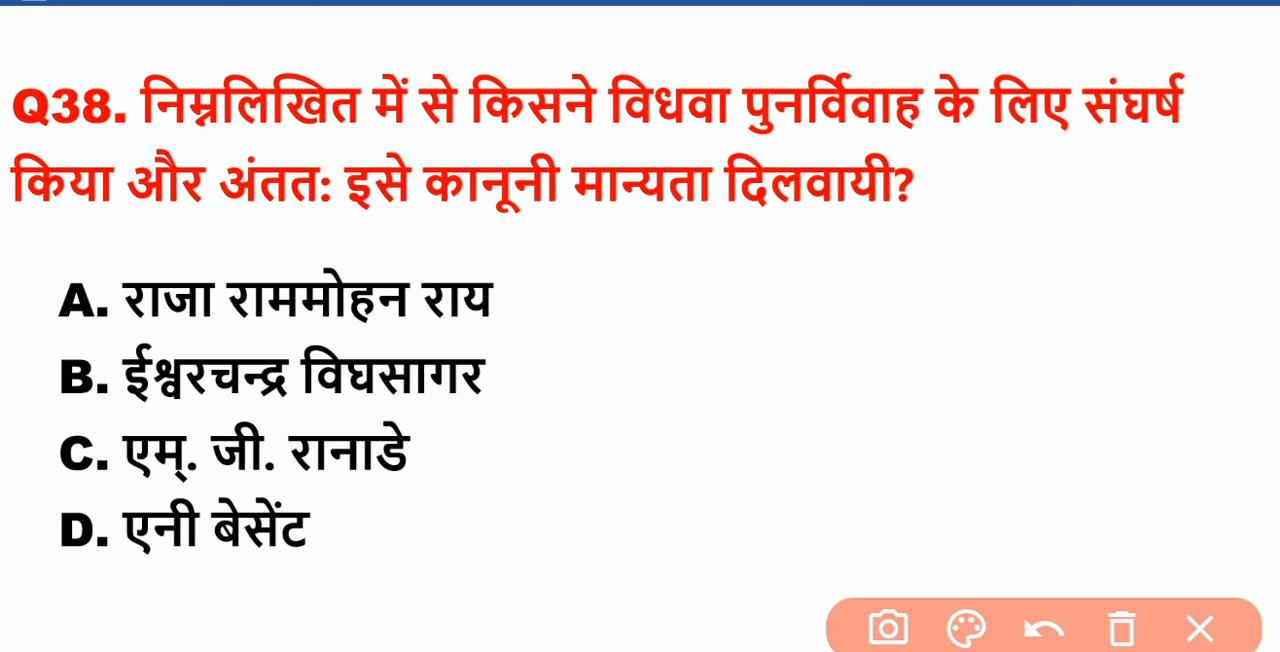 Q38. निम्नलिखित में से किसने विधवा पुनर्विवाह के लिए संघर्ष
किया और अंतत: इसे कानूनी मान्यता दिलवायी?
A. राजा राममोहन राय
B. ईश्वरचन्द्र विघसागर
C. एम्. जी. रानाडे
D. एनी बेसेंट